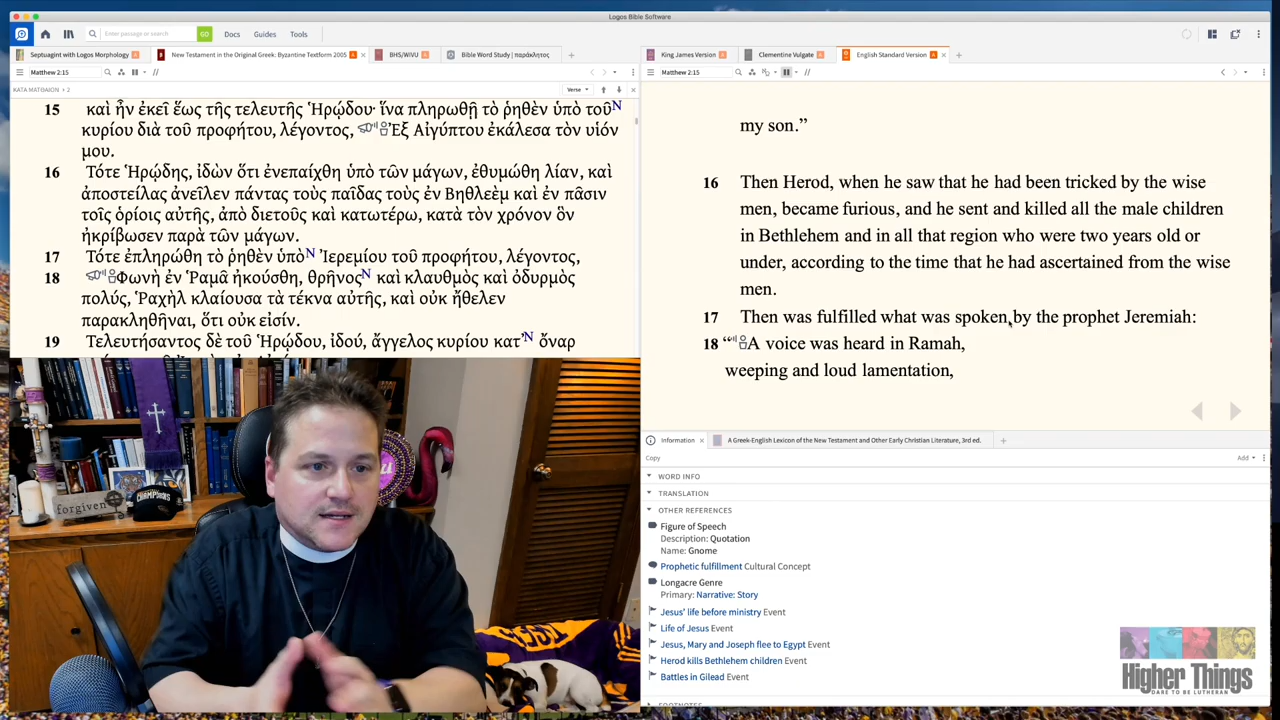 Logos Bible Software
Enter passage or search
GO
Docs
Guides
Tools
Septuagint with Logos Morphology A
New Testament in the Original Greek: Byzantine Textform 2005 A
BHS/WIVU
Bible Word Study | παράκλητος
Matthew 2:15
ΚΑΤΑ ΜΑΤΘΑΙΟΝ > 2
Verse
15 καὶ ἦν ἐκεῖ ἕως τῆς τελευτῆς Ἡρῴδου· ἵνα πληρωθῇ τὸ ῥηθὲν ὑπὸ τοῦN
κυρίου διὰ τοῦ προφήτου, λέγοντος, Ἐξ Αἰγύπτου ἐκάλεσα τὸν υἱόν
μου.
16 Τότε Ἡρῴδης, ἰδὼν ὅτι ἐνεπαίχθη ὑπὸ τῶν μάγων, ἐθυμώθη λίαν, καὶ
ἀποστείλας ἀνεῖλεν πάντας τοὺς παῖδας τοὺς ἐν Βηθλεὲμ καὶ ἐν πᾶσιν
τοῖς ὁρίοις αὐτῆς, ἀπὸ διετοῦς καὶ κατωτέρω, κατὰ τὸν χρόνον ὃν
ἠκρίβωσεν παρὰ τῶν μάγων.
17 Τότε ἐπληρώθη τὸ ῥηθὲν ὑπὸN Ἰερεμίου τοῦ προφήτου, λέγοντος,
18 Φωνὴ ἐν Ῥαμᾶ ἠκούσθη, θρῆνοςN καὶ κλαυθμὸς καὶ ὀδυρμὸς
πολύς, Ῥαχὴλ κλαίουσα τὰ τέκνα αὐτῆς, καὶ οὐκ ἤθελεν
παρακληθῆναι, ὅτι οὐκ εἰσίν.
19 Τελευτήσαντος δὲ τοῦ Ἡρῴδου, ἰδού, ἄγγελος κυρίου κατ’N ὄναρ
King James Version
Clementine Vulgate
English Standard Version A
Matthew 2:15
my son.”
16 Then Herod, when he saw that he had been tricked by the wise
men, became furious, and he sent and killed all the male children
in Bethlehem and in all that region who were two years old or
under, according to the time that he had ascertained from the wise
men.
17 Then was fulfilled what was spoken by the prophet Jeremiah:
18 “A voice was heard in Ramah,
weeping and loud lamentation,
Information
A Greek-English Lexicon of the New Testament and Other Early Christian Literature, 3rd ed.
Copy
Add
WORD INFO
TRANSLATION
OTHER REFERENCES
Figure of Speech
Description: Quotation
Name: Gnome
Prophetic fulfillment Cultural Concept
Longacre Genre
Primary: Narrative: Story
Jesus' life before ministry Event
Life of Jesus Event
Jesus, Mary and Joseph flee to Egypt Event
Herod kills Bethlehem children Event
Battles in Gilead Event
forgiven
CHAMPIONS
Higher Things
DARE TO BE LUTHERAN